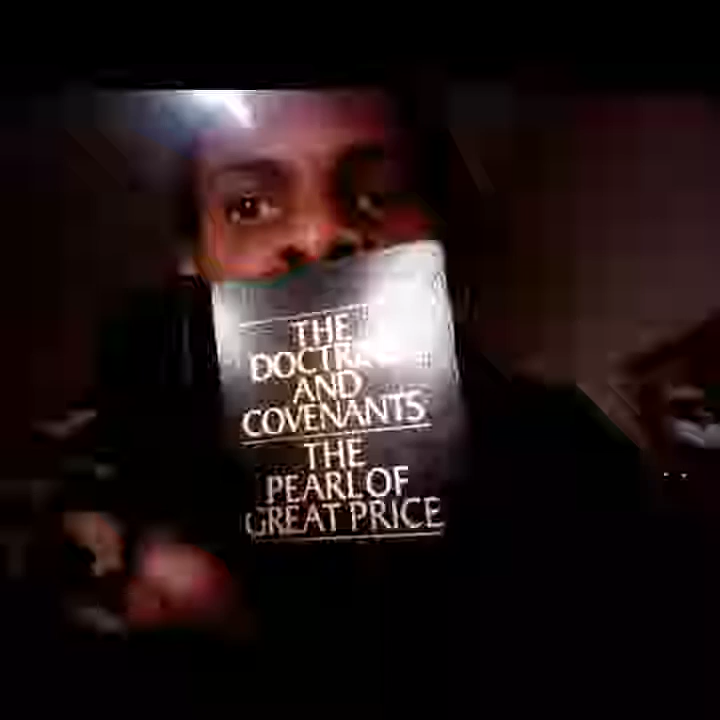 THE
AND
COVENANTS
THE
PEARL OF
GREAT PRICE